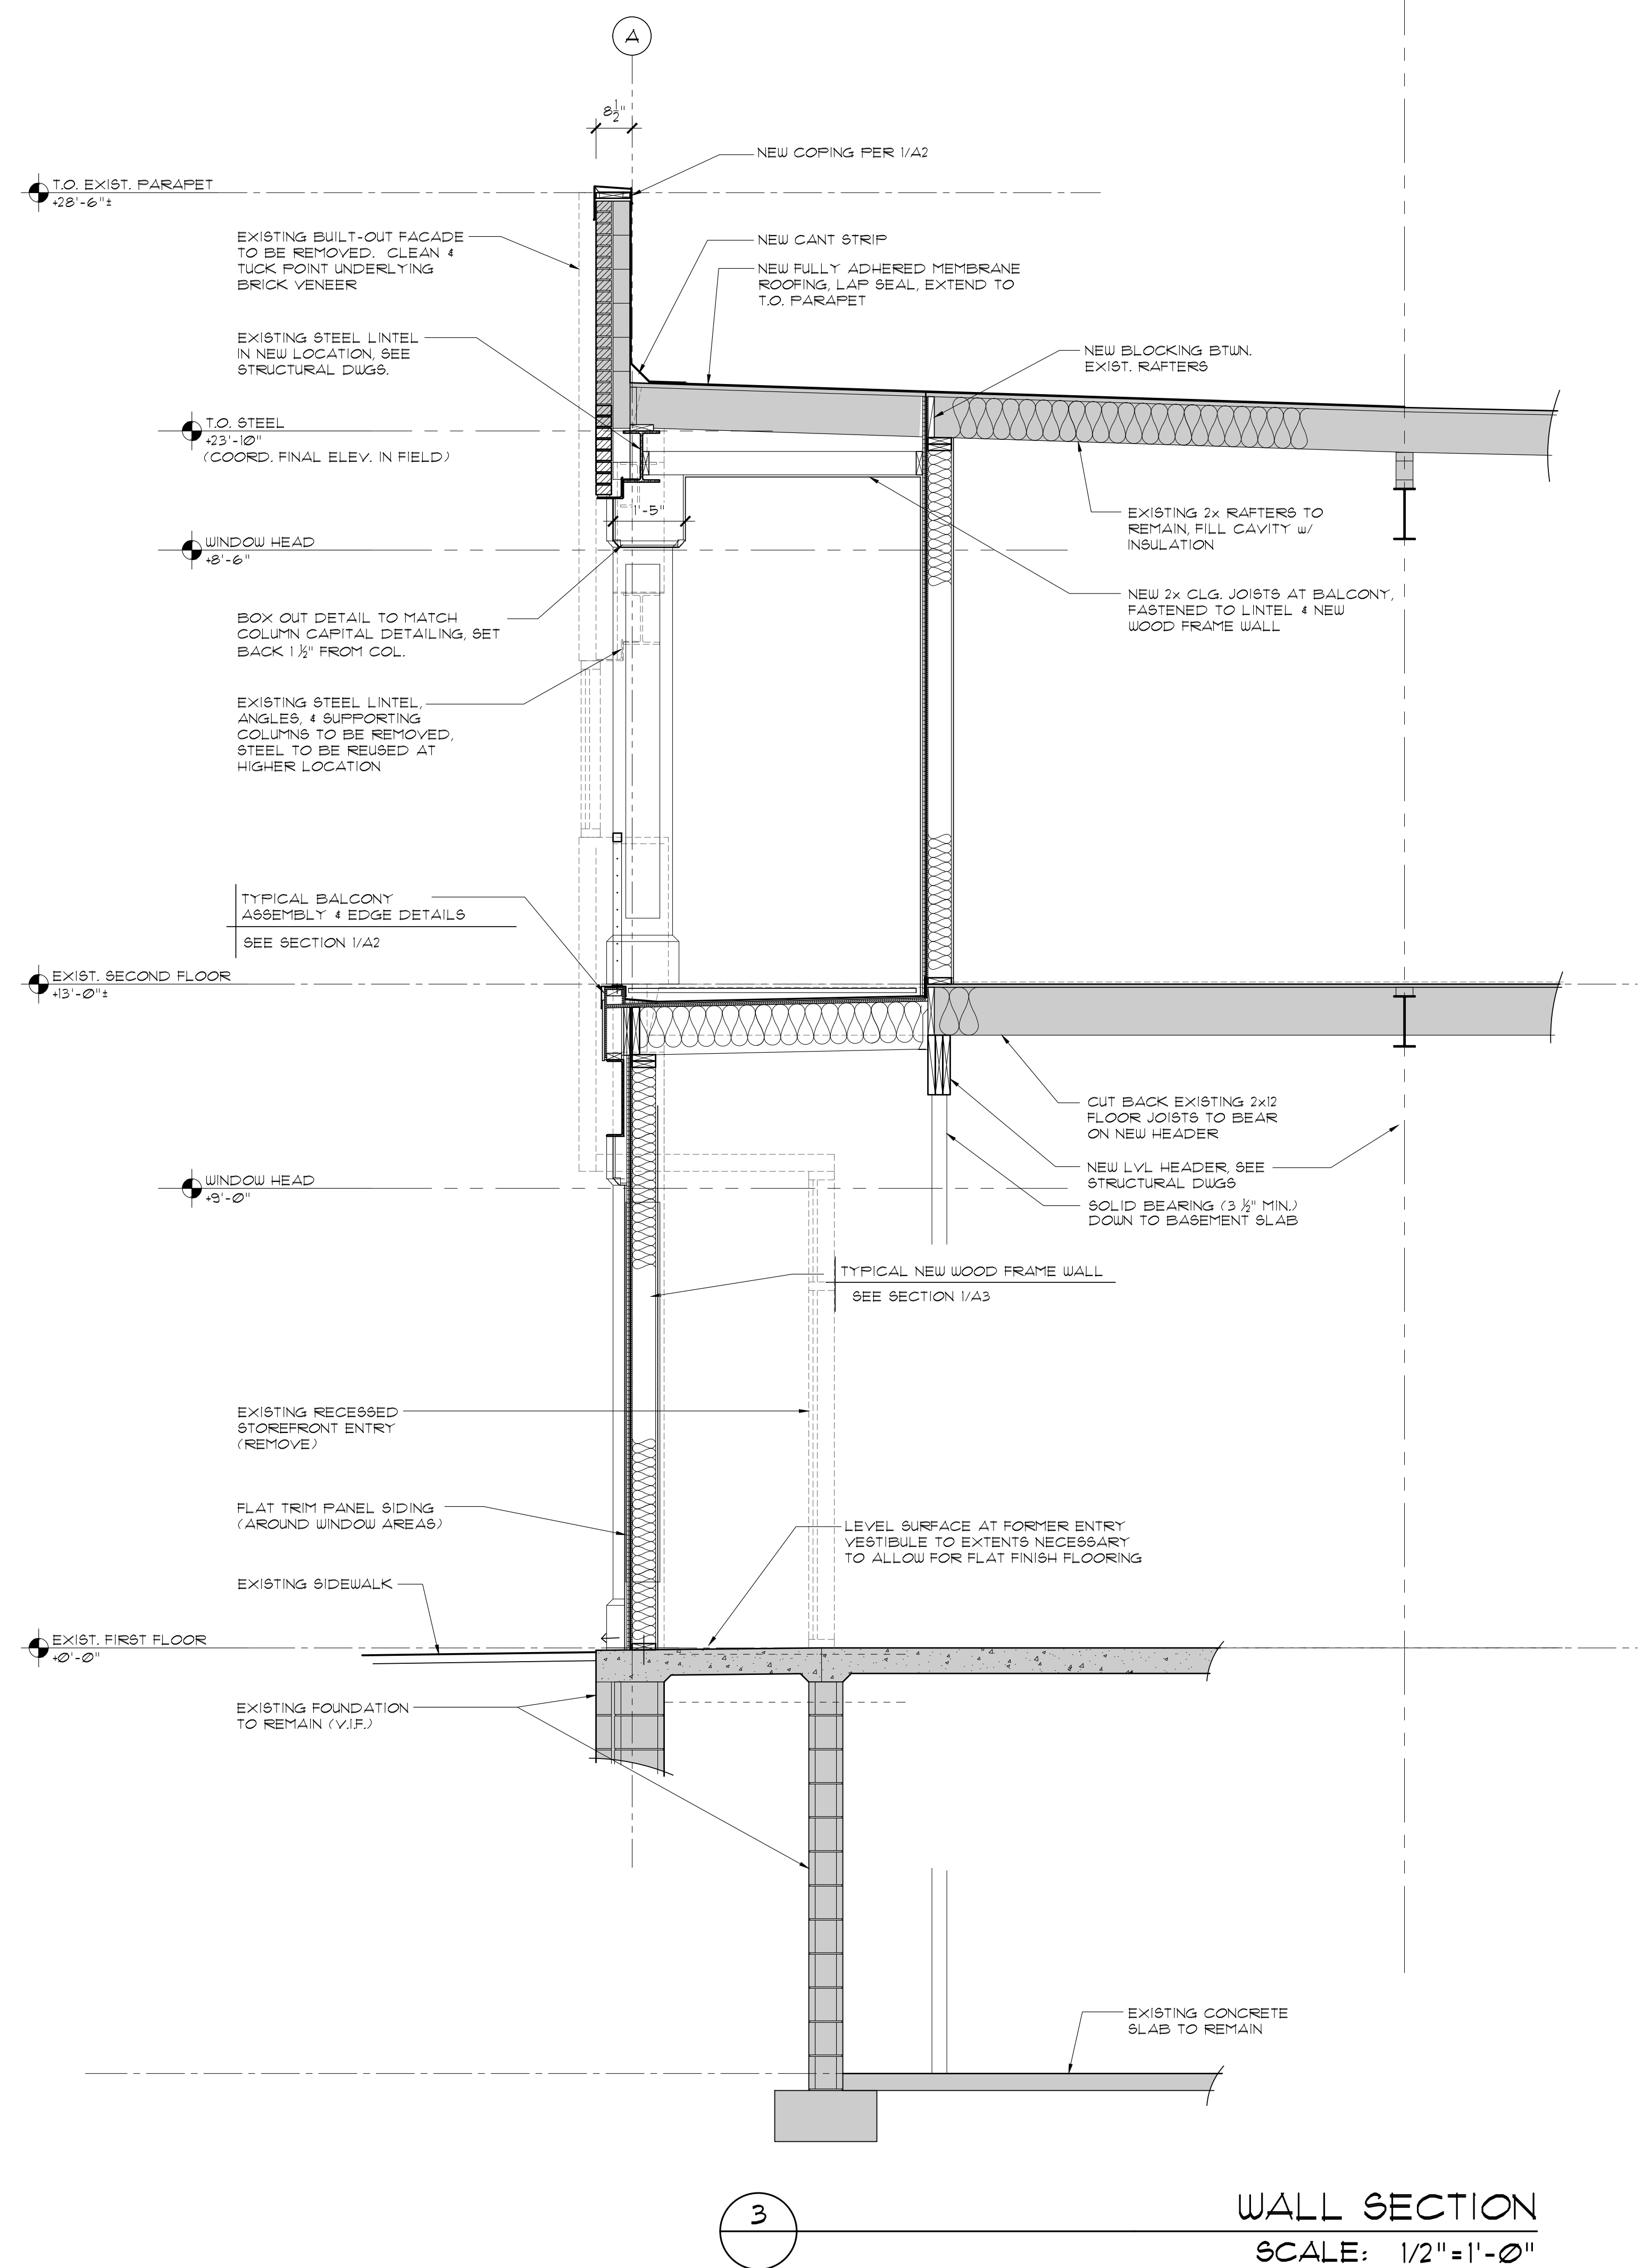 A
8 1/2"
NEW COPING PER 1/A2
T.O. EXIST. PARAPET
+28'-6"±
EXISTING BUILT-OUT FACADE
TO BE REMOVED. CLEAN &
TUCK POINT UNDERLYING
BRICK VENEER
NEW CANT STRIP
NEW FULLY ADHERED MEMBRANE
ROOFING, LAP SEAL, EXTEND TO
T.O. PARAPET
EXISTING STEEL LINTEL
IN NEW LOCATION, SEE
STRUCTURAL DWGS.
NEW BLOCKING BTWN.
EXIST. RAFTERS
T.O. STEEL
+23'-10"
(COORD. FINAL ELEV. IN FIELD)
1'-5"
EXISTING 2x RAFTERS TO
REMAIN, FILL CAVITY w/
INSULATION
WINDOW HEAD
+8'-6"
NEW 2x CLG. JOISTS AT BALCONY,
FASTENED TO LINTEL & NEW
WOOD FRAME WALL
BOX OUT DETAIL TO MATCH
COLUMN CAPITAL DETAILING, SET
BACK 1 1/2" FROM COL.
EXISTING STEEL LINTEL,
ANGLES, & SUPPORTING
COLUMNS TO BE REMOVED,
STEEL TO BE REUSED AT
HIGHER LOCATION
TYPICAL BALCONY
ASSEMBLY & EDGE DETAILS
SEE SECTION 1/A2
EXIST. SECOND FLOOR
+13'-0"±
CUT BACK EXISTING 2x12
FLOOR JOISTS TO BEAR
ON NEW HEADER
NEW LVL HEADER, SEE
STRUCTURAL DWGS
SOLID BEARING (3 1/2" MIN.)
DOWN TO BASEMENT SLAB
WINDOW HEAD
+9'-0"
TYPICAL NEW WOOD FRAME WALL
SEE SECTION 1/A3
EXISTING RECESSED
STOREFRONT ENTRY
(REMOVE)
FLAT TRIM PANEL SIDING
(AROUND WINDOW AREAS)
LEVEL SURFACE AT FORMER ENTRY
VESTIBULE TO EXTENTS NECESSARY
TO ALLOW FOR FLAT FINISH FLOORING
EXISTING SIDEWALK
EXIST. FIRST FLOOR
+0'-0"
EXISTING FOUNDATION
TO REMAIN (V.I.F.)
EXISTING CONCRETE
SLAB TO REMAIN
3
WALL SECTION
SCALE: 1/2"=1'-0"